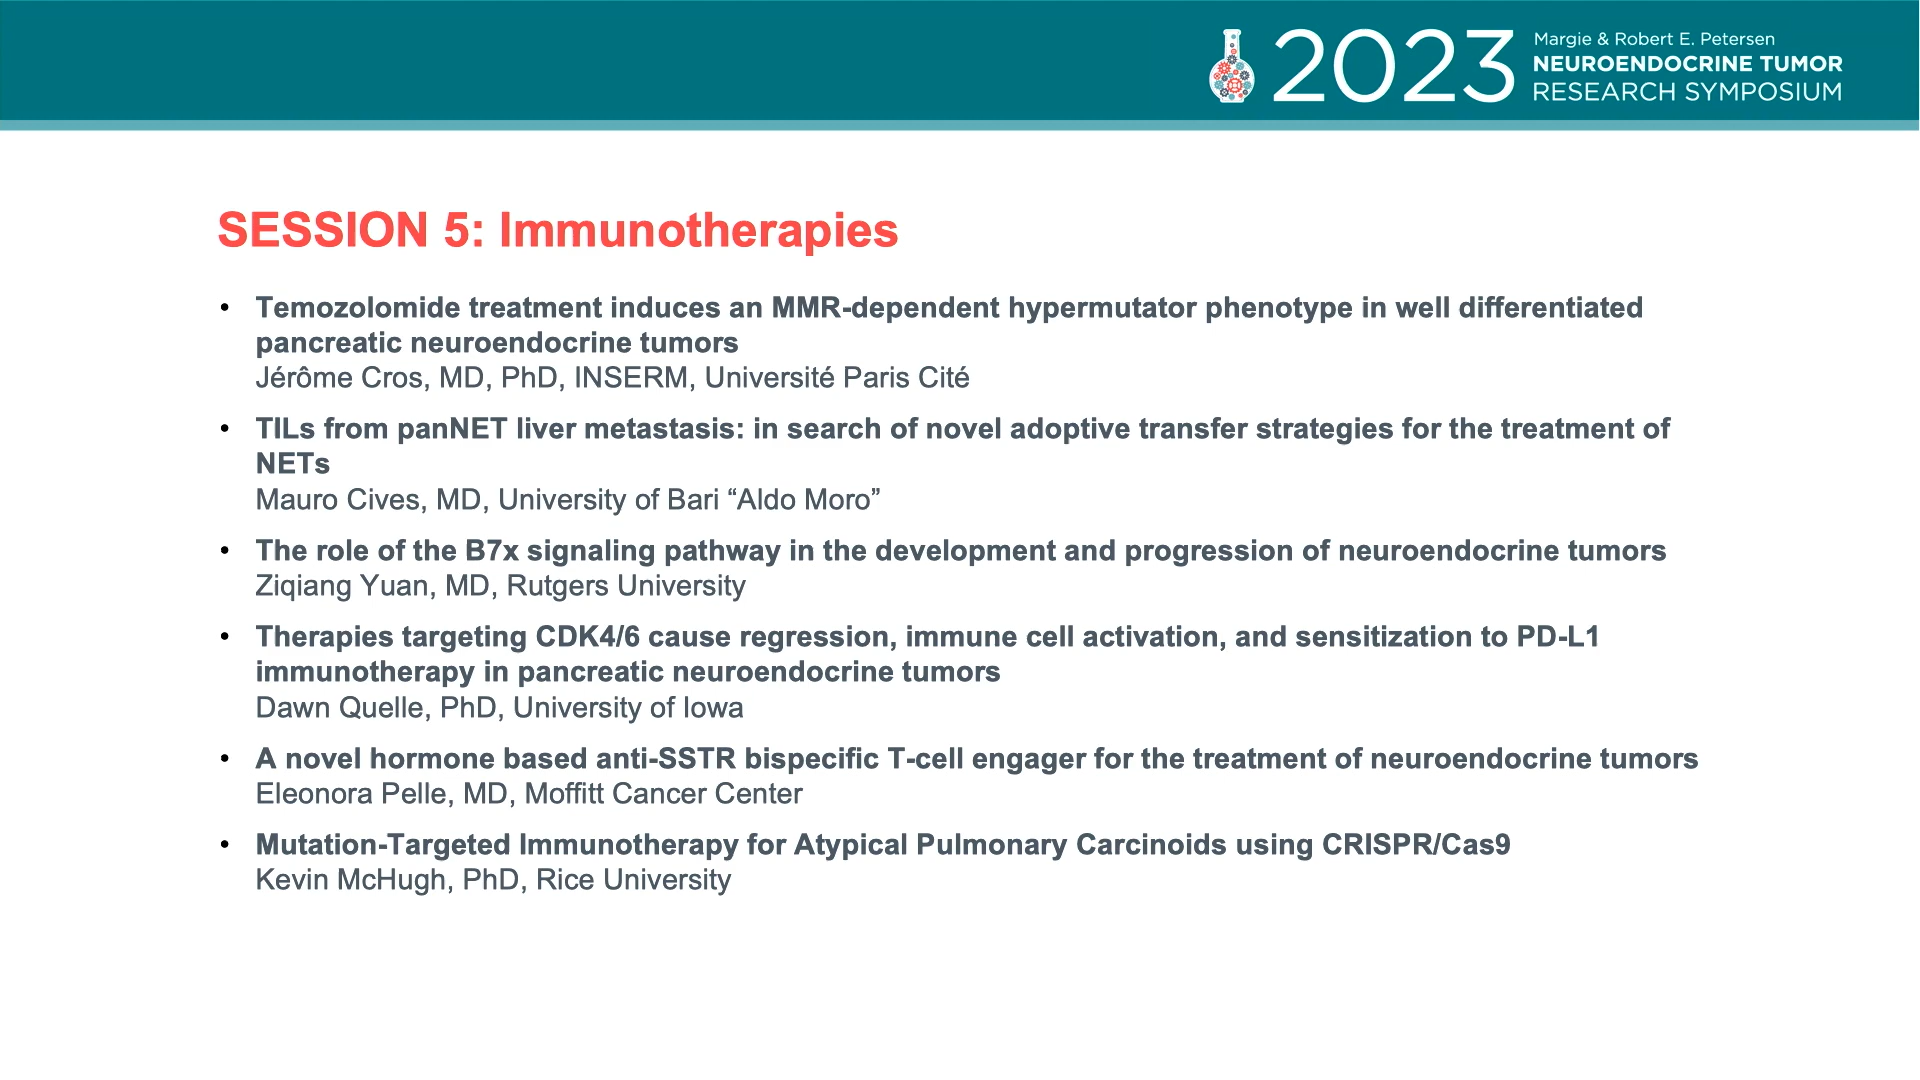 2023
Margie & Robert E. Petersen
NEUROENDOCRINE TUMOR
RESEARCH SYMPOSIUM
SESSION 5: Immunotherapies
• Temozolomide treatment induces an MMR-dependent hypermutator phenotype in well differentiated
pancreatic neuroendocrine tumors
Jérôme Cros, MD, PhD, INSERM, Université Paris Cité
• TILs from panNET liver metastasis: in search of novel adoptive transfer strategies for the treatment of
NETs
Mauro Cives, MD, University of Bari “Aldo Moro”
• The role of the B7x signaling pathway in the development and progression of neuroendocrine tumors
Ziqiang Yuan, MD, Rutgers University
• Therapies targeting CDK4/6 cause regression, immune cell activation, and sensitization to PD-L1
immunotherapy in pancreatic neuroendocrine tumors
Dawn Quelle, PhD, University of Iowa
• A novel hormone based anti-SSTR bispecific T-cell engager for the treatment of neuroendocrine tumors
Eleonora Pelle, MD, Moffitt Cancer Center
• Mutation-Targeted Immunotherapy for Atypical Pulmonary Carcinoids using CRISPR/Cas9
Kevin McHugh, PhD, Rice University